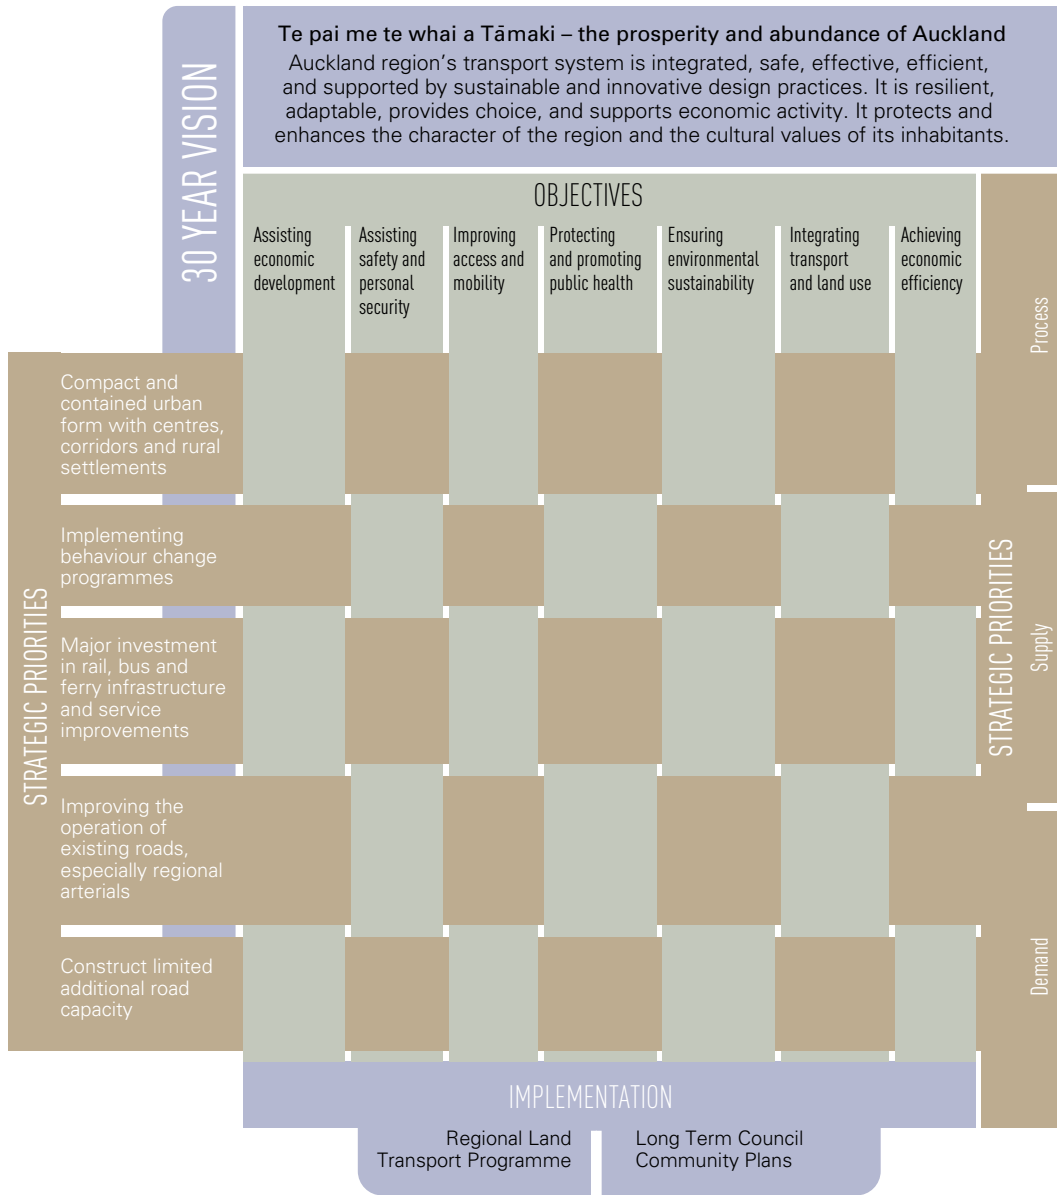 30 YEAR VISION
Te pai me te whai a Tāmaki – the prosperity and abundance of Auckland
Auckland region's transport system is integrated, safe, effective, efficient,
and supported by sustainable and innovative design practices. It is resilient,
adaptable, provides choice, and supports economic activity. It protects and
enhances the character of the region and the cultural values of its inhabitants.
OBJECTIVES
Assisting
economic
development
Assisting
safety and
personal
security
Improving
access and
mobility
Protecting
and promoting
public health
Ensuring
environmental
sustainability
Integrating
transport
and land use
Achieving
economic
efficiency
STRATEGIC PRIORITIES
Compact and
contained urban
form with centres,
corridors and rural
settlements
Implementing
behaviour change
programmes
Major investment
in rail, bus and
ferry infrastructure
and service
improvements
Improving the
operation of
existing roads,
especially regional
arterials
Construct limited
additional road
capacity
STRATEGIC PRIORITIES
Process
Supply
Demand
IMPLEMENTATION
Regional Land
Transport Programme
Long Term Council
Community Plans